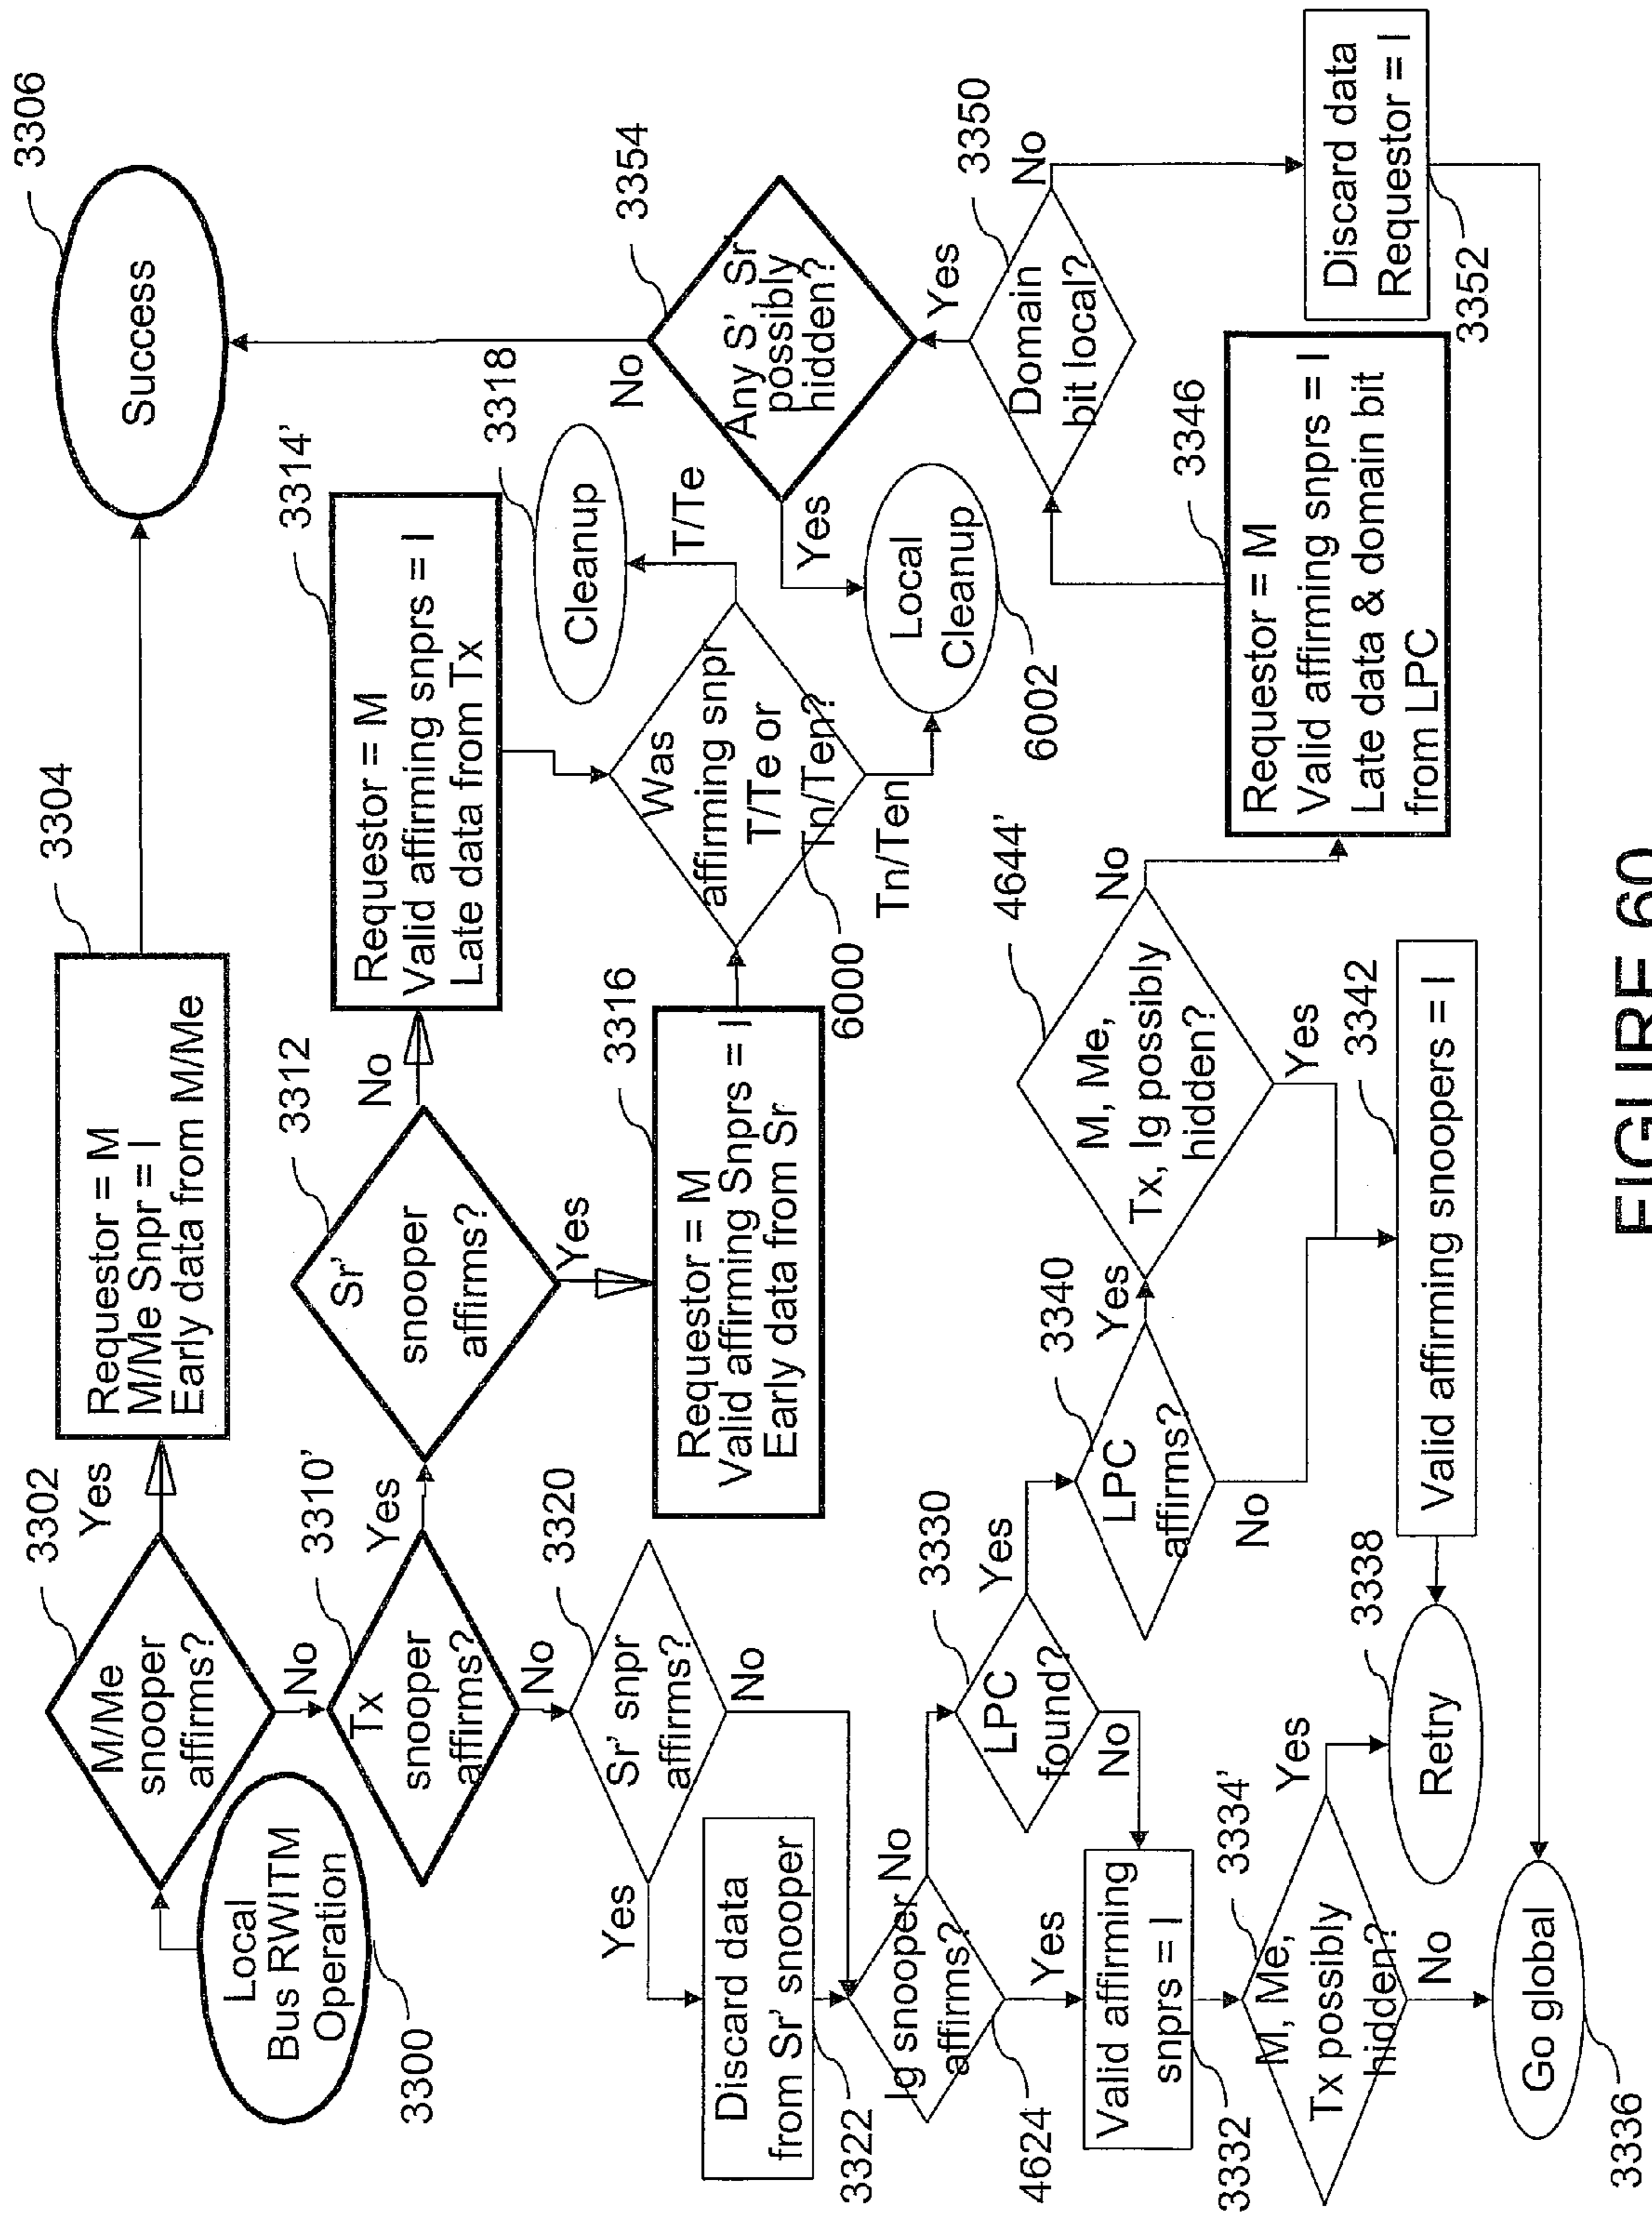 3300
Local
Bus RWITM
Operation
3302
M/Me
snooper
affirms?
Yes
No
3304
Requestor = M
M/Me Snpr = I
Early data from M/Me
3306
Success
3310'
Tx
snooper
affirms?
Yes
No
3312
Sr'
snooper
affirms?
No
Yes
3314'
Requestor = M
Valid affirming snprs = I
Late data from Tx
3316
Requestor = M
Valid affirming Snprs = I
Early data from Sr
6000
Was
affirming snpr
T/Te or
Tn/Ten?
T/Te
Tn/Ten
3318
Cleanup
6002
Local
Cleanup
3320
Sr' snpr
affirms?
Yes
No
3322
Discard data
from Sr' snooper
4624
Ig snooper
affirms?
No
Yes
3330
LPC
found?
Yes
No
3332
Valid affirming
snprs = I
3334'
M, Me,
Tx possibly
hidden?
Yes
No
3336
Go global
3338
Retry
3340
LPC
affirms?
Yes
No
3342
Valid affirming snoopers = I
4644'
M, Me,
Tx, Ig possibly
hidden?
No
Yes
3346
Requestor = M
Valid affirming snprs = I
Late data & domain bit
from LPC
3350
Domain
bit local?
Yes
No
3352
Discard data
Requestor = I
3354
Any S' Sr'
possibly
hidden?
No
Yes
FIGURE 60